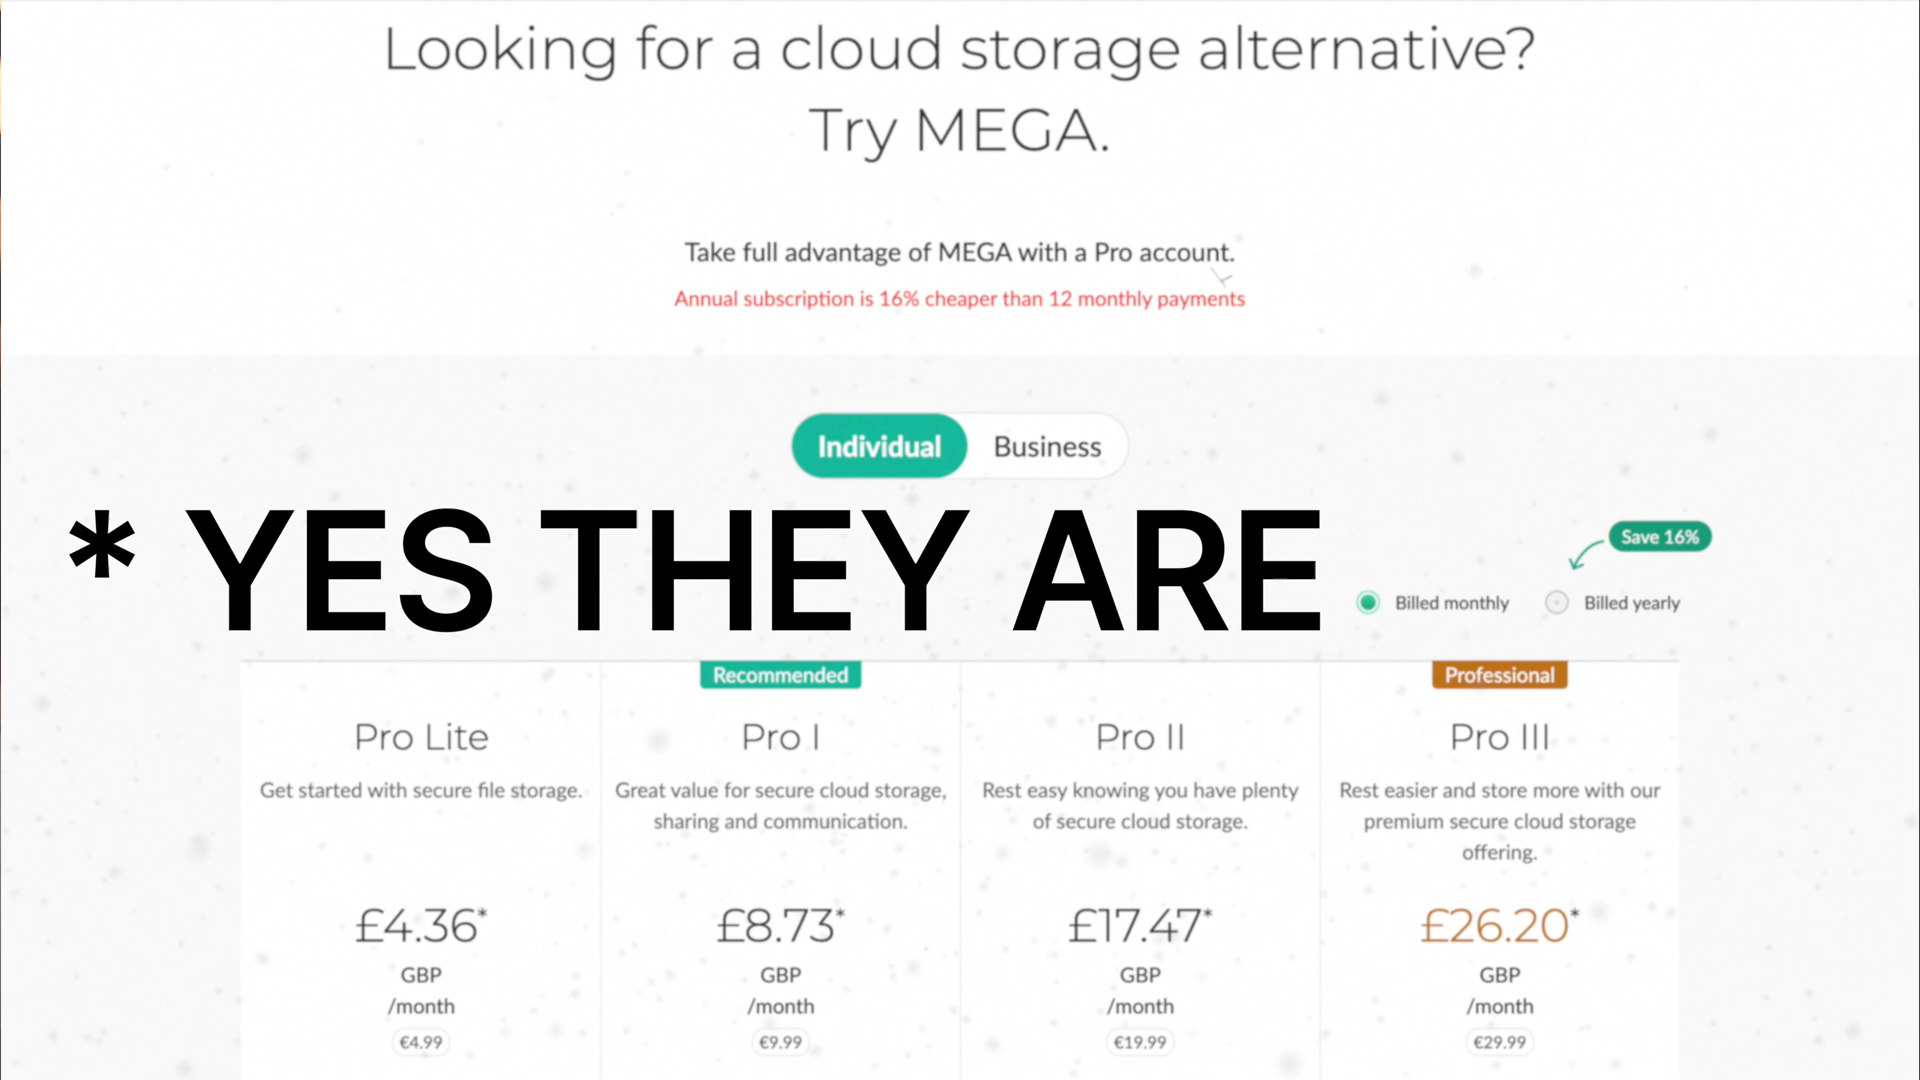 Looking for a cloud storage alternative?
Try MEGA.
Take full advantage of MEGA with a Pro account.
Annual subscription is 16% cheaper than 12 monthly payments
Individual
Business
* YES THEY ARE
Save 16%
Billed monthly
Billed yearly
Pro Lite
Get started with secure file storage.
£4.36*
GBP
/month
€4.99
Recommended
Pro I
Great value for secure cloud storage,
sharing and communication.
£8.73*
GBP
/month
€9.99
Pro II
Rest easy knowing you have plenty
of secure cloud storage.
£17.47*
GBP
/month
€19.99
Professional
Pro III
Rest easier and store more with our
premium secure cloud storage
offering.
£26.20*
GBP
/month
€29.99